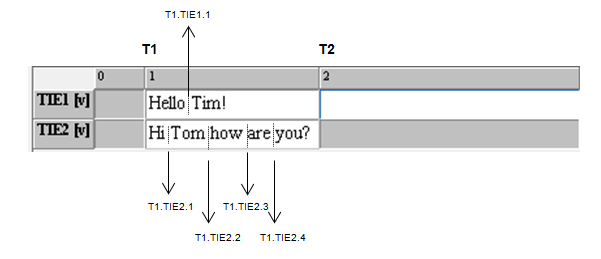 T1.TIE1.1
T1 T2
0 1 2
TIE1 [v] Hello Tim!
TIE2 [v] Hi Tom how are you?
T1.TIE2.1 T1.TIE2.3
T1.TIE2.2 T1.TIE2.4